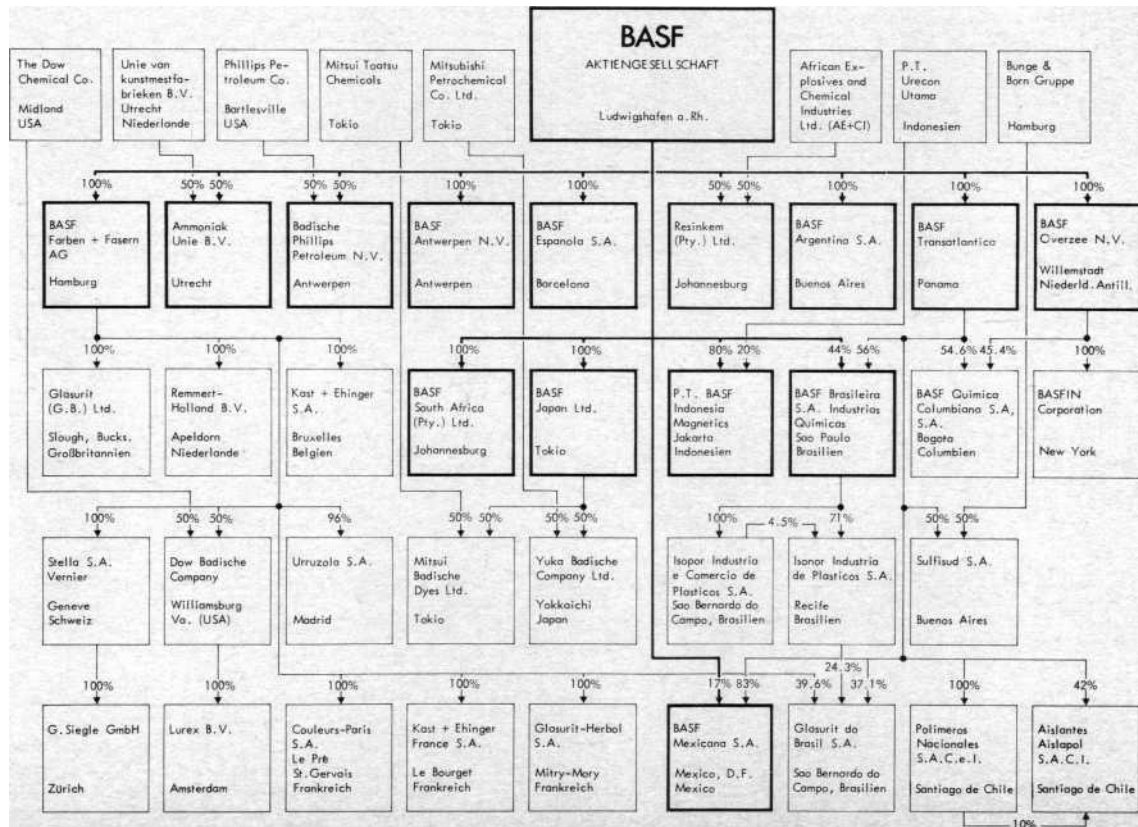 The Dow
Chemical Co.
Midland
USA
Unie van
kunstmestfa-
brieken B.V.
Utrecht
Niederlande
Phillips Pe-
troleum Co.
Bartlesville
USA
Mitsui Toatsu
Chemicals
Tokio
Mitsubishi
Petrochemical
Co. Ltd.
Tokio
BASF
AKTIENGESELLSCHAFT
Ludwigshafen a.Rh.
African Ex-
plosives and
Chemical
Industries
Ltd. (AE+CI)
P.T.
Urecon
Utama
Indonesien
Bunge &
Born Gruppe
Hamburg
100% 50% 50% 50% 50% 100% 100% 50% 50% 100% 100% 100%
BASF
Farben + Fasern
AG
Hamburg
Ammoniak
Unie B.V.
Utrecht
Badische
Phillips
Petroleum N.V.
Antwerpen
BASF
Antwerpen N.V.
Antwerpen
BASF
Espanola S.A.
Barcelona
Resinkem
(Pty.) Ltd.
Johannesburg
BASF
Argentina S.A.
Buenos Aires
BASF
Transatlantica
Panama
BASF
Overzee N.V.
Willemstadt
Niederld.Antill.
100% 100% 100% 100% 100% 80% 20% 44% 56% 54.6% 45.4% 100%
Glasurit
(G.B.) Ltd.
Slough, Bucks.
Großbritannien
Remmert-
Holland B.V.
Apeldorn
Niederlande
Kast + Ehinger
S.A.
Bruxelles
Belgien
BASF
South Africa
(Pty.) Ltd.
Johannesburg
BASF
Japan Ltd.
Tokio
P.T. BASF
Indonesia
Magnetics
Jakarta
Indonesien
BASF Brasileira
S.A. Industrias
Quimicas
Sao Paulo
Brasilien
BASF Quimica
Columbiana S.A,
S.A.
Bogota
Columbien
BASFIN
Corporation
New York
100% 50% 50% 96% 50% 50% 50% 50% 100% 4.5% 71% 50% 50%
Stella S.A.
Vernier
Geneve
Schweiz
Dow Badische
Company
Williamsburg
Va. (USA)
Urruzola S.A.
Madrid
Mitsui
Badische
Dyes Ltd.
Tokio
Yuka Badische
Company Ltd.
Yokkaichi
Japan
Isopor Industria
e Comercio de
Plasticos S.A.
Sao Bernardo do
Campo, Brasilien
Isonor Industria
de Plasticos S.A.
Recife
Brasilien
Sulfisud S.A.
Buenos Aires
24.3%
100% 100% 100% 100% 100% 17% 83% 39.6% 37.1% 100% 42%
G.Siegle GmbH
Zürich
Lurex B.V.
Amsterdam
Couleurs-Paris
S.A.
Le Pré
St.Gervais
Frankreich
Kast + Ehinger
France S.A.
Le Bourget
Frankreich
Glasurit-Herbol
S.A.
Mitry-Mory
Frankreich
BASF
Mexicana S.A.
Mexico, D.F.
Mexico
Glasurit do
Brasil S.A.
Sao Bernardo do
Campo, Brasilien
Polimeros
Nacionales
S.A.C.e.I.
Santiago de Chile
Aislantes
Aislapol
S.A.C.I.
Santiago de Chile
10%